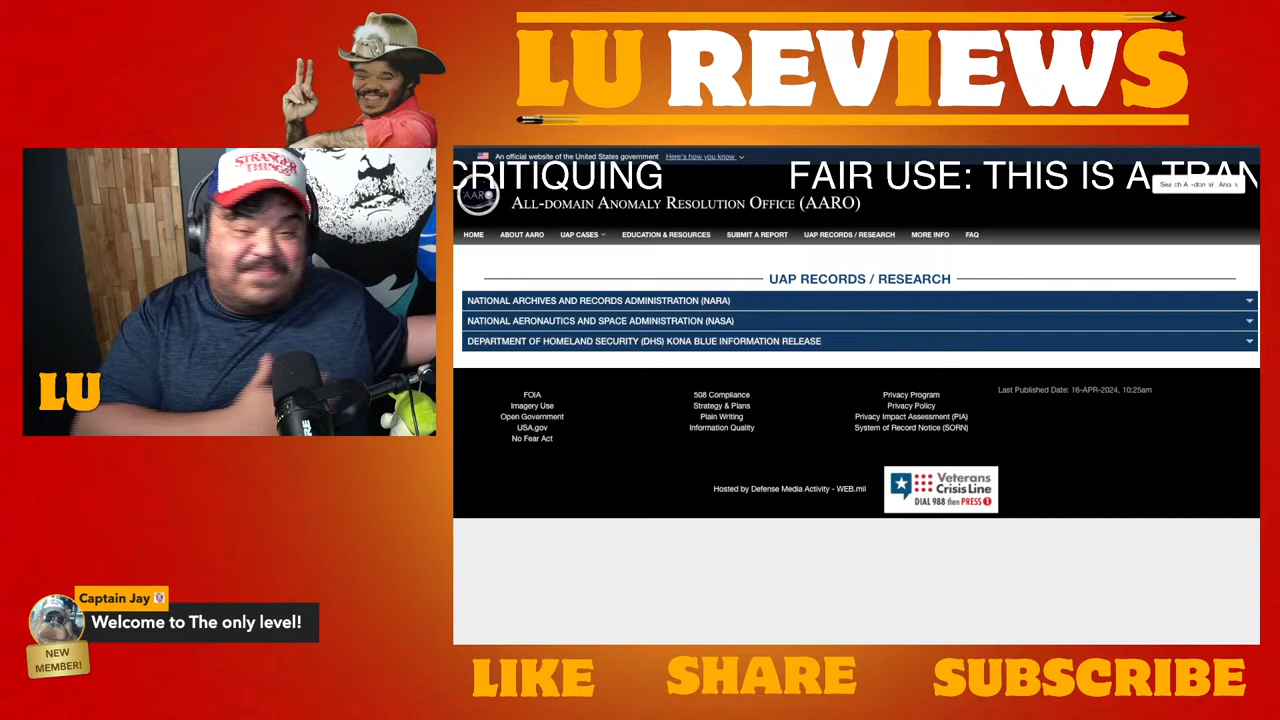 LU REVIEWS
STRANGER
THINGS
LU
An official website of the United States government Here's how you know
CRITIQUING FAIR USE: THIS IS A TRAN
AARO
ALL-DOMAIN ANOMALY RESOLUTION OFFICE (AARO)
HOME ABOUT AARO UAP CASES EDUCATION & RESOURCES SUBMIT A REPORT UAP RECORDS / RESEARCH MORE INFO FAQ
UAP RECORDS / RESEARCH
NATIONAL ARCHIVES AND RECORDS ADMINISTRATION (NARA)
NATIONAL AERONAUTICS AND SPACE ADMINISTRATION (NASA)
DEPARTMENT OF HOMELAND SECURITY (DHS) KONA BLUE INFORMATION RELEASE
FOIA 508 Compliance Privacy Program Last Published Date: 16-APR-2024, 10:25am
Imagery Use Strategy & Plans Privacy Policy
Open Government Plain Writing Privacy Impact Assessment (PIA)
USA.gov Information Quality System of Record Notice (SORN)
No Fear Act
Hosted by Defense Media Activity - WEB.mil
Veterans
Crisis Line
DIAL 988 then PRESS 1
Captain Jay
Welcome to The only level!
NEW
MEMBER!
LIKE SHARE SUBSCRIBE